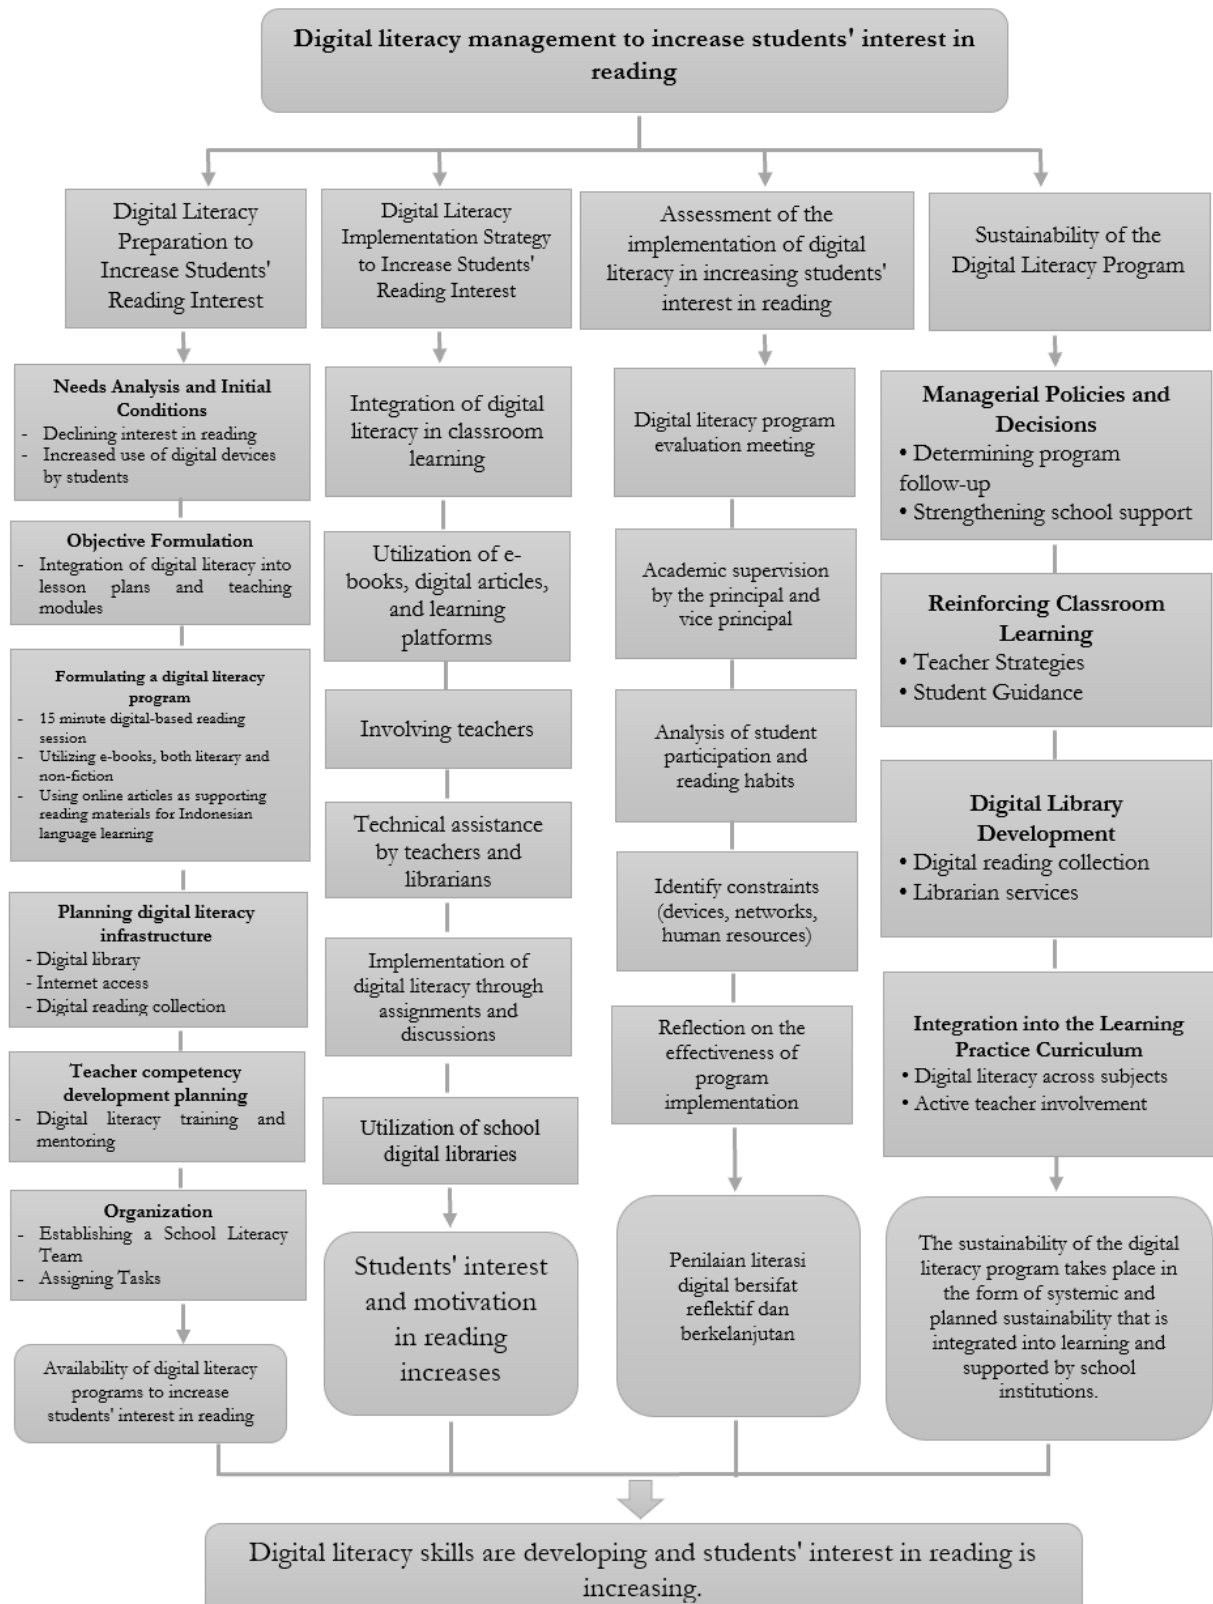 Digital literacy management to increase students' interest in
reading
Digital Literacy
Preparation to
Increase Students'
Reading Interest
Needs Analysis and Initial
Conditions
- Declining interest in reading
- Increased use of digital devices
by students
Objective Formulation
- Integration of digital literacy into
lesson plans and teaching
modules
Formulating a digital literacy
program
- 15 minute digital-based reading
session
- Utilizing e-books, both literary and
non-fiction
- Using online articles as supporting
reading materials for Indonesian
language learning
Planning digital literacy
infrastructure
- Digital library
- Internet access
- Digital reading collection
Teacher competency
development planning
- Digital literacy training and
mentoring
Organization
- Establishing a School Literacy
Team
- Assigning Tasks
Availability of digital literacy
programs to increase
students' interest in reading
Digital Literacy
Implementation Strategy
to Increase Students'
Reading Interest
Integration of digital
literacy in classroom
learning
Utilization of e-
books, digital articles,
and learning
platforms
Involving teachers
Technical assistance
by teachers and
librarians
Implementation of
digital literacy through
assignments and
discussions
Utilization of school
digital libraries
Students' interest
and motivation
in reading
increases
Assessment of the
implementation of digital
literacy in increasing students'
interest in reading
Digital literacy program
evaluation meeting
Academic supervision
by the principal and
vice principal
Analysis of student
participation and
reading habits
Identify constraints
(devices, networks,
human resources)
Reflection on the
effectiveness of
program
implementation
Penilaian literasi
digital bersifat
reflektif dan
berkelanjutan
Sustainability of the
Digital Literacy Program
Managerial Policies and
Decisions
• Determining program
follow-up
• Strengthening school support
Reinforcing Classroom
Learning
• Teacher Strategies
• Student Guidance
Digital Library
Development
• Digital reading collection
• Librarian services
Integration into the Learning
Practice Curriculum
• Digital literacy across subjects
• Active teacher involvement
The sustainability of the digital
literacy program takes place in
the form of systemic and
planned sustainability that is
integrated into learning and
supported by school
institutions.
Digital literacy skills are developing and students' interest in reading is
increasing.